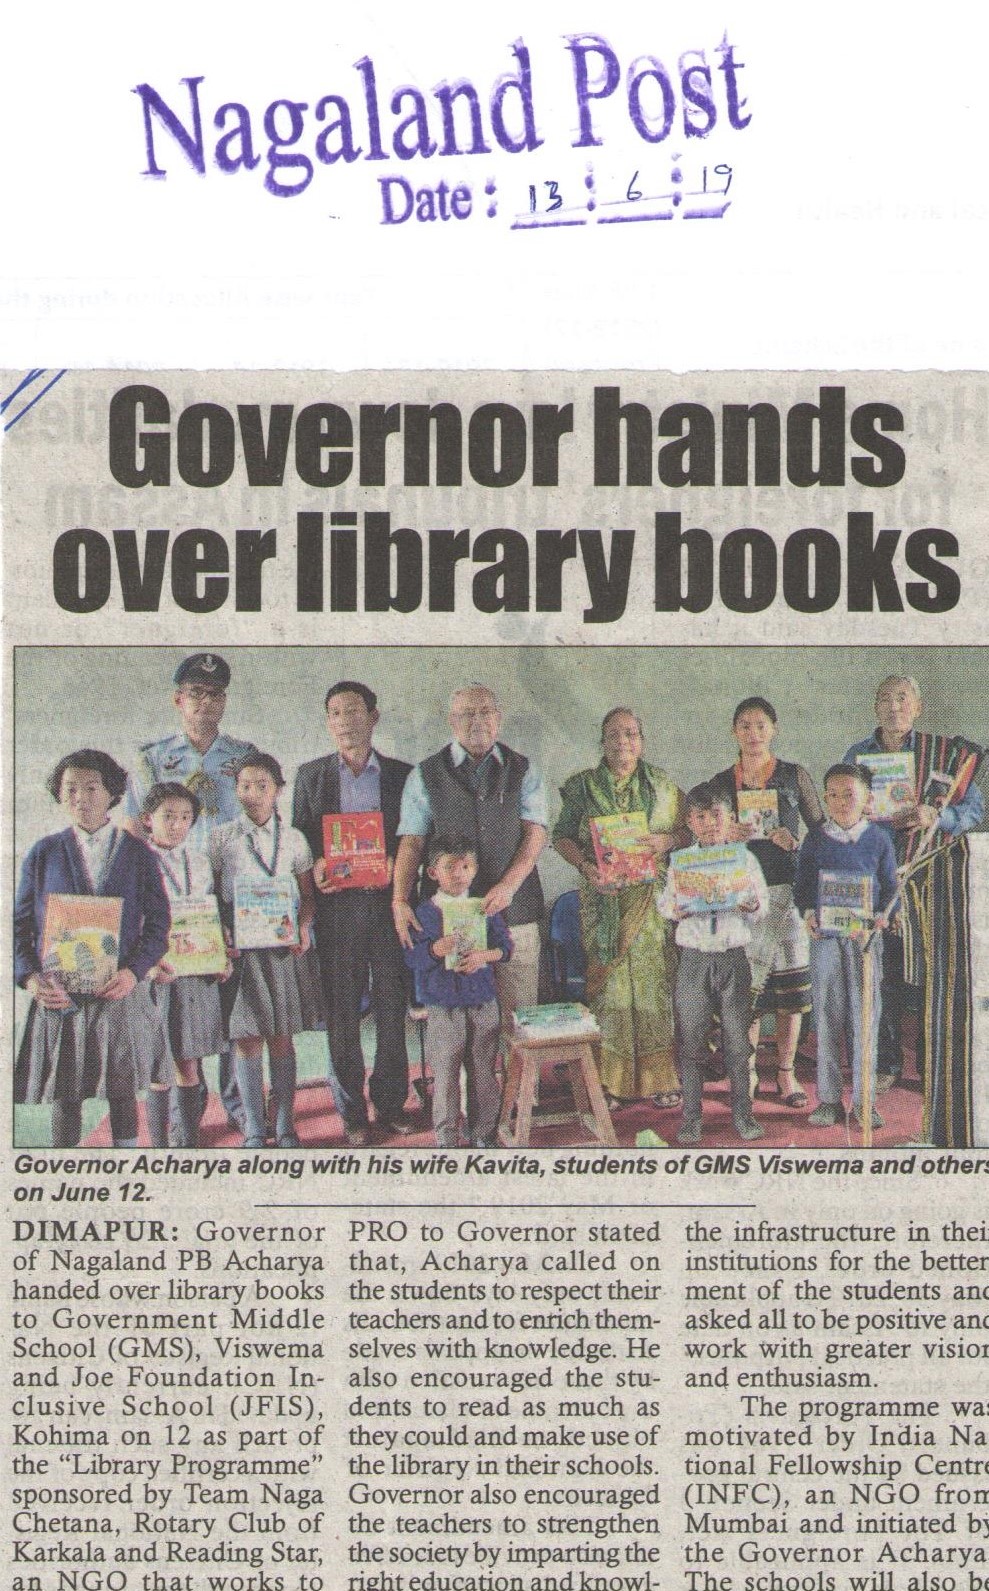 Nagaland Post
Date : 13 : 6 : 19
Governor hands
over library books
Governor Acharya along with his wife Kavita, students of GMS Viswema and others
on June 12.
DIMAPUR: Governor
of Nagaland PB Acharya
handed over library books
to Government Middle
School (GMS), Viswema
and Joe Foundation In-
clusive School (JFIS),
Kohima on 12 as part of
the “Library Programme”
sponsored by Team Naga
Chetana, Rotary Club of
Karkala and Reading Star,
an NGO that works to
PRO to Governor stated
that, Acharya called on
the students to respect their
teachers and to enrich them-
selves with knowledge. He
also encouraged the stu-
dents to read as much as
they could and make use of
the library in their schools.
Governor also encouraged
the teachers to strengthen
the society by imparting the
right education and knowl-
the infrastructure in their
institutions for the better
ment of the students and
asked all to be positive and
work with greater vision
and enthusiasm.
The programme was
motivated by India Na
tional Fellowship Centre
(INFC), an NGO from
Mumbai and initiated by
the Governor Acharya.
The schools will also be